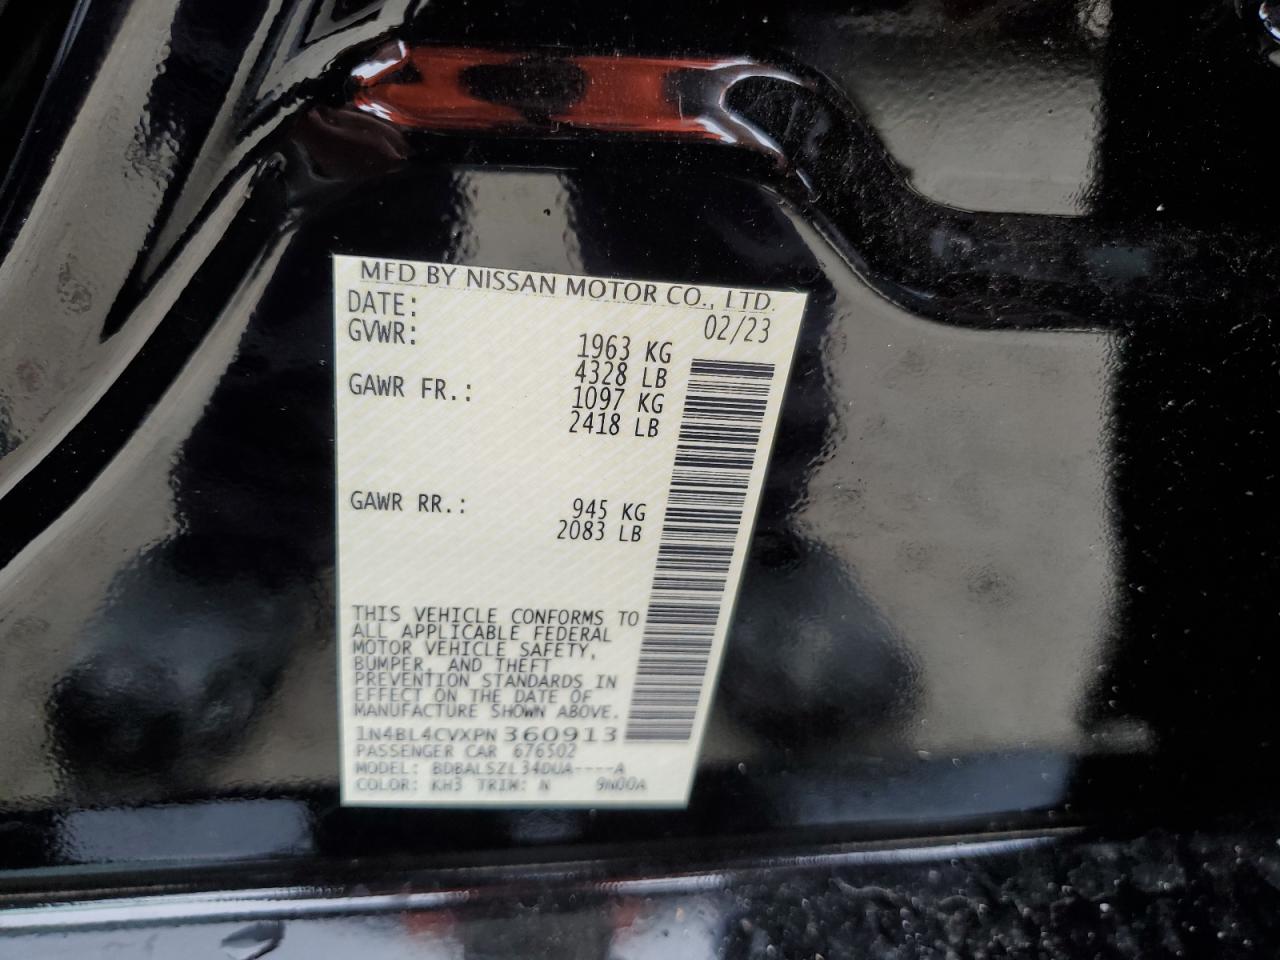 MFD BY NISSAN MOTOR CO., LTD.
DATE: 02/23
GVWR: 1963 KG
4328 LB
GAWR FR.: 1097 KG
2418 LB
GAWR RR.: 945 KG
2083 LB
THIS VEHICLE CONFORMS TO
ALL APPLICABLE FEDERAL
MOTOR VEHICLE SAFETY,
BUMPER, AND THEFT
PREVENTION STANDARDS IN
EFFECT ON THE DATE OF
MANUFACTURE SHOWN ABOVE.
1N4BL4CVXPN360913
PASSENGER CAR 676502
MODEL: BDBALSZL34DUA----A
COLOR: KH3 TRIM: N 9N00A